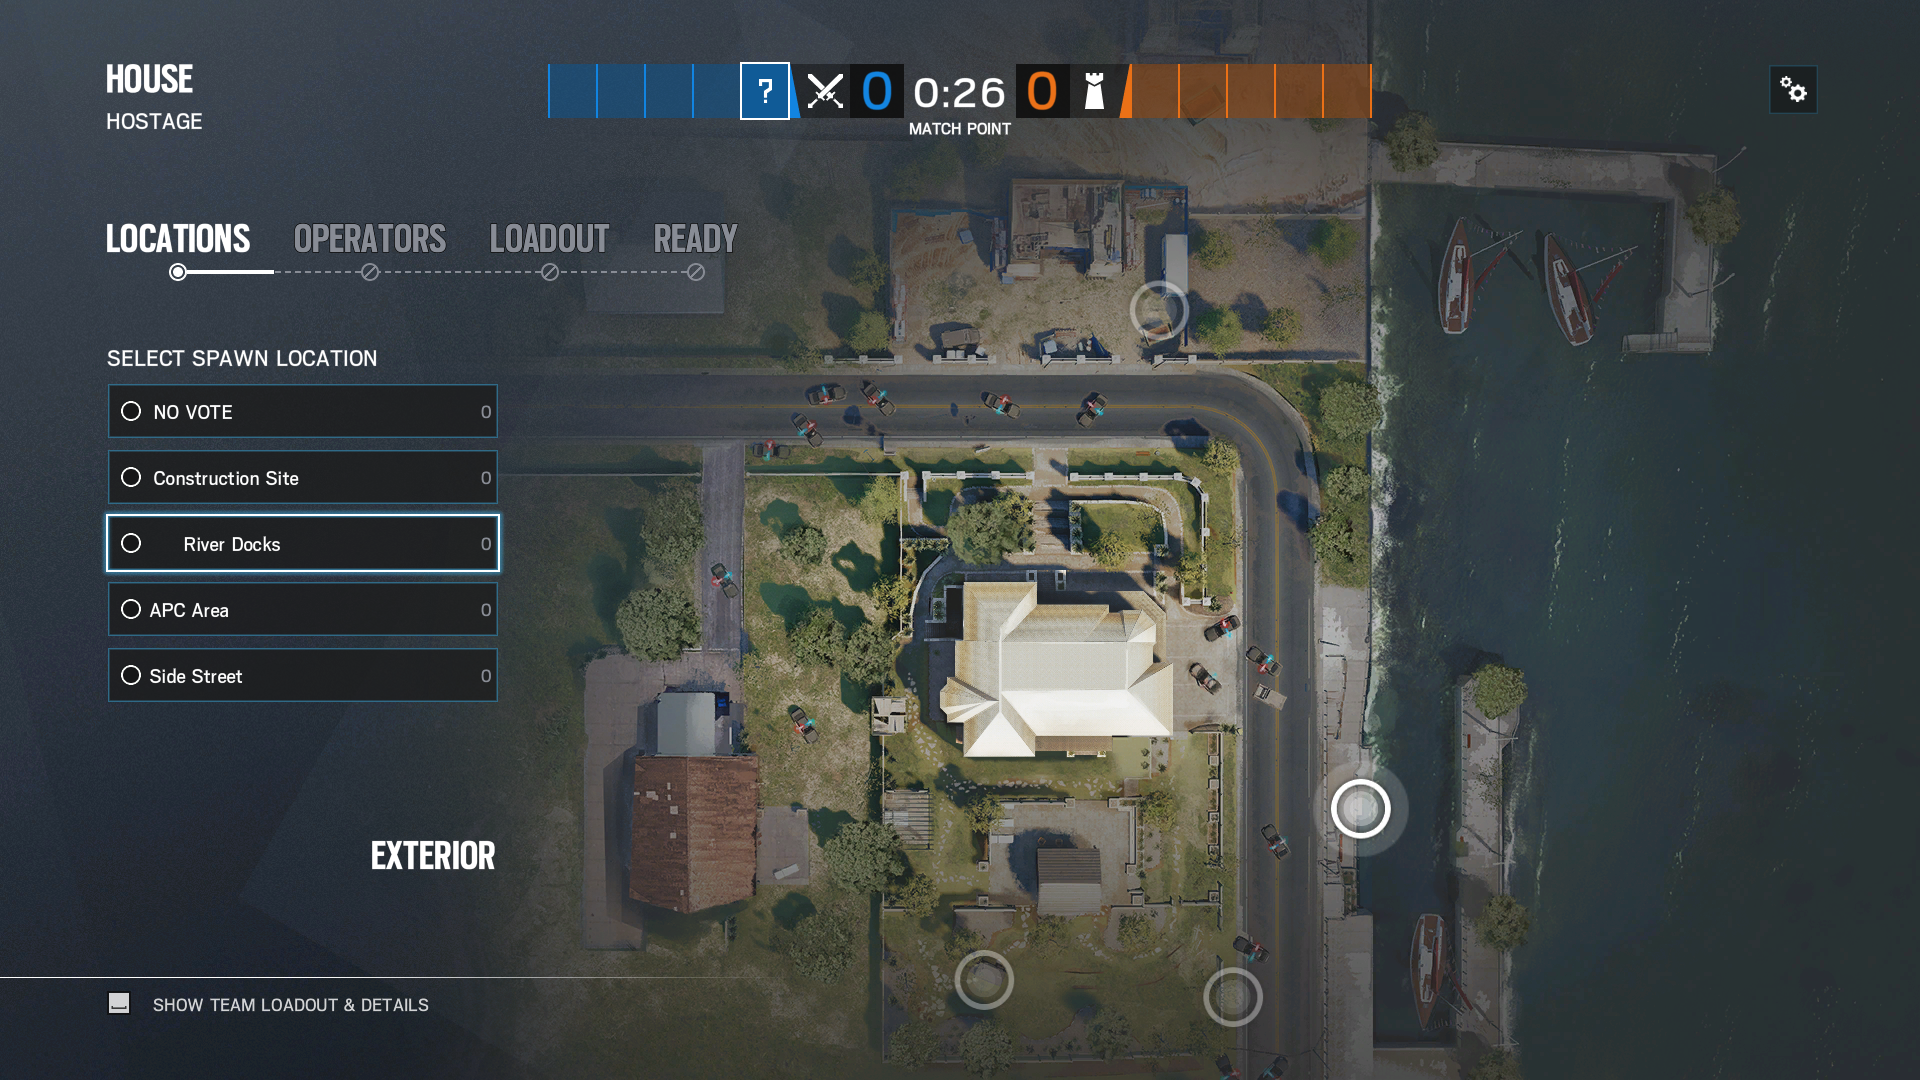 HOUSE
HOSTAGE
?
0
0:26
0
MATCH POINT
LOCATIONS
OPERATORS
LOADOUT
READY
SELECT SPAWN LOCATION
NO VOTE
0
Construction Site
0
River Docks
0
APC Area
0
Side Street
0
EXTERIOR
SHOW TEAM LOADOUT & DETAILS